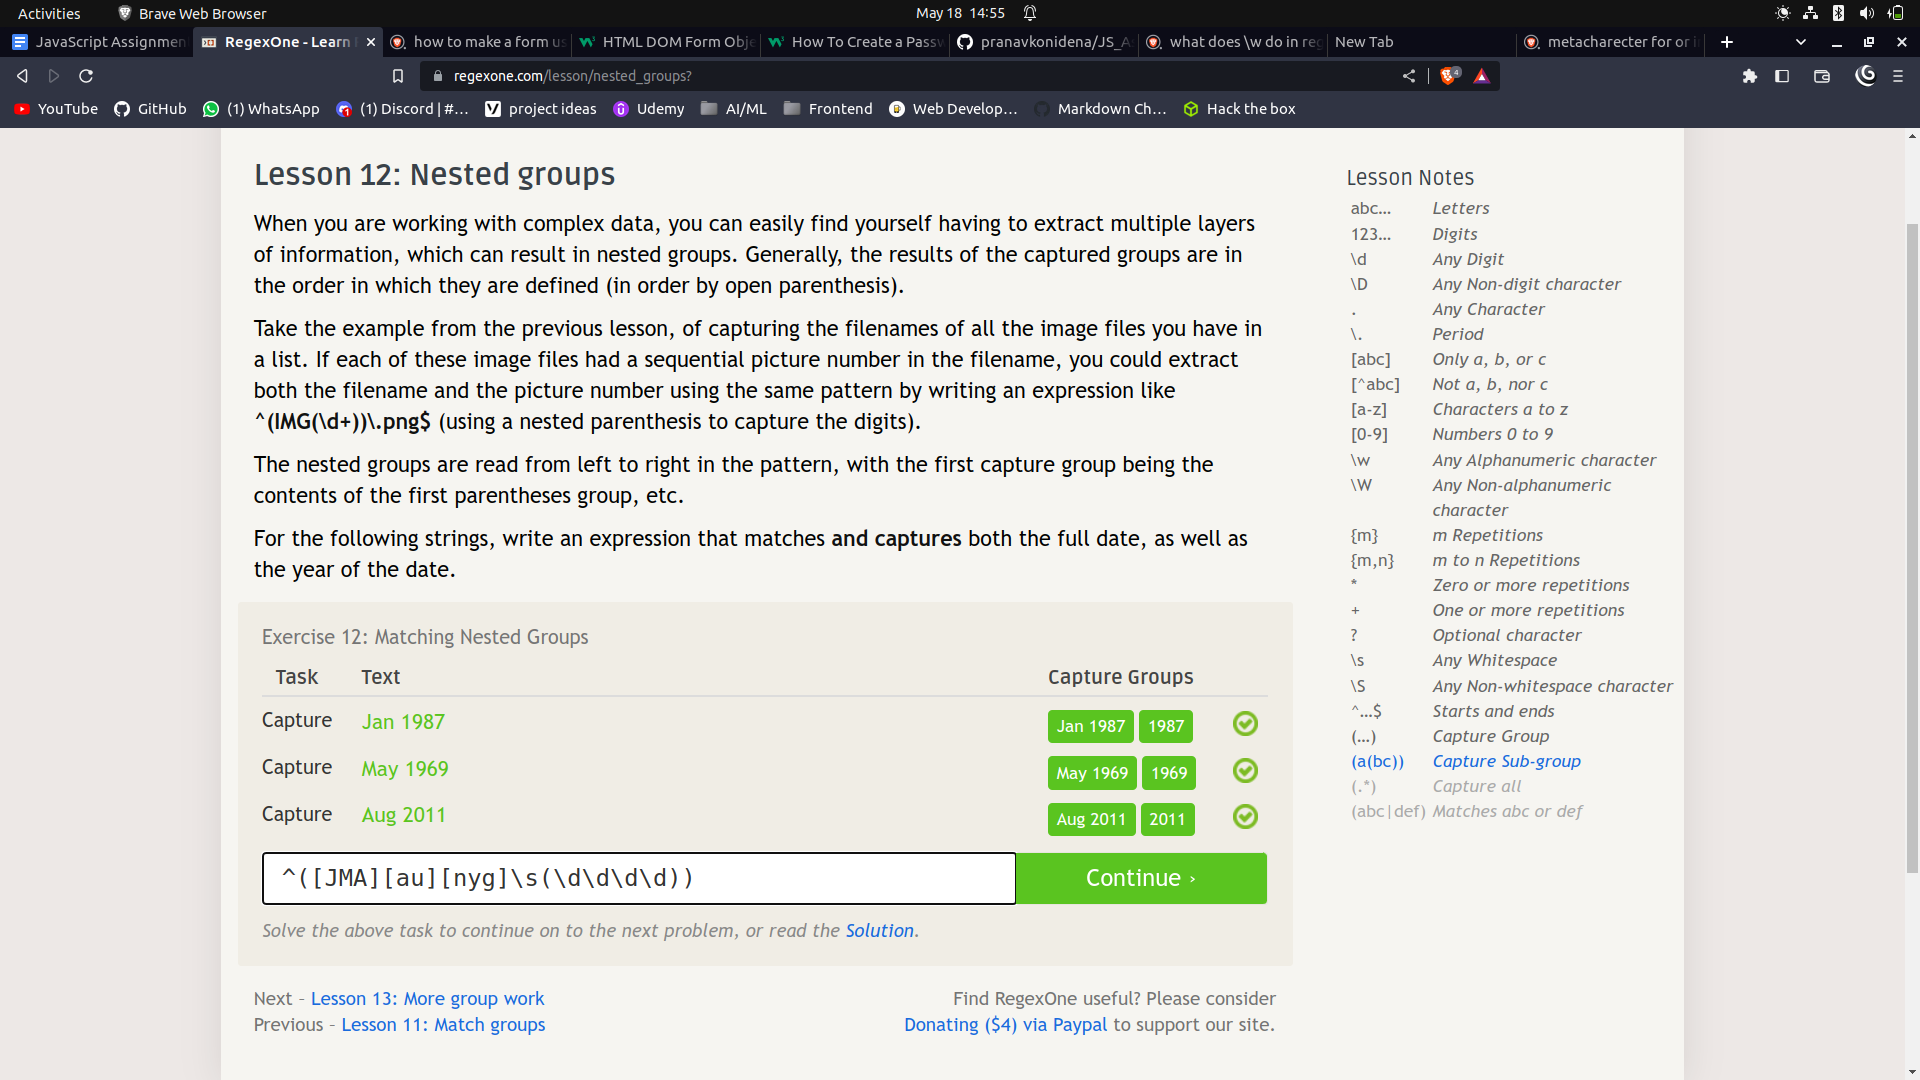 Activities
Brave Web Browser
May 18 14:55
JavaScript Assignmen
RegexOne - Learn
how to make a form us
HTML DOM Form Obje
How To Create a Passw
pranavkonidena/JS_A
what does \w do in reg
New Tab
metacharecter for or i
regexone.com/lesson/nested_groups?
4
YouTube
GitHub
(1) WhatsApp
(1) Discord | #...
project ideas
Udemy
AI/ML
Frontend
Web Develop...
Markdown Ch...
Hack the box
Lesson 12: Nested groups
When you are working with complex data, you can easily find yourself having to extract multiple layers
of information, which can result in nested groups. Generally, the results of the captured groups are in
the order in which they are defined (in order by open parenthesis).
Take the example from the previous lesson, of capturing the filenames of all the image files you have in
a list. If each of these image files had a sequential picture number in the filename, you could extract
both the filename and the picture number using the same pattern by writing an expression like
^(IMG(\d+))\.png$ (using a nested parenthesis to capture the digits).
The nested groups are read from left to right in the pattern, with the first capture group being the
contents of the first parentheses group, etc.
For the following strings, write an expression that matches and captures both the full date, as well as
the year of the date.
Exercise 12: Matching Nested Groups
Task Text Capture Groups
Capture Jan 1987 Jan 1987 1987
Capture May 1969 May 1969 1969
Capture Aug 2011 Aug 2011 2011
^([JMA][au][nyg]\s(\d\d\d\d))
Continue ›
Solve the above task to continue on to the next problem, or read the Solution.
Next – Lesson 13: More group work
Previous – Lesson 11: Match groups
Find RegexOne useful? Please consider
Donating ($4) via Paypal to support our site.
Lesson Notes
abc... Letters
123... Digits
\d Any Digit
\D Any Non-digit character
. Any Character
\. Period
[abc] Only a, b, or c
[^abc] Not a, b, nor c
[a-z] Characters a to z
[0-9] Numbers 0 to 9
\w Any Alphanumeric character
\W Any Non-alphanumeric
character
{m} m Repetitions
{m,n} m to n Repetitions
* Zero or more repetitions
+ One or more repetitions
? Optional character
\s Any Whitespace
\S Any Non-whitespace character
^...$ Starts and ends
(...) Capture Group
(a(bc)) Capture Sub-group
(.*) Capture all
(abc|def) Matches abc or def